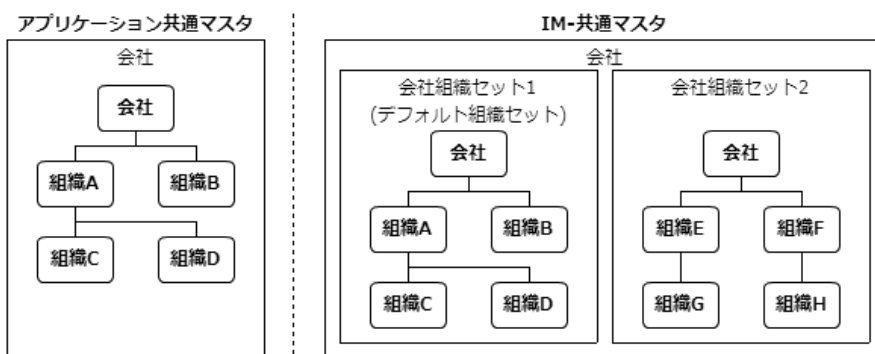 アプリケーション共通マスタ
会社
会社
組織A
組織B
組織C
組織D
IM-共通マスタ
会社
会社組織セット1
(デフォルト組織セット)
会社
組織A
組織B
組織C
組織D
会社組織セット2
会社
組織E
組織F
組織G
組織H